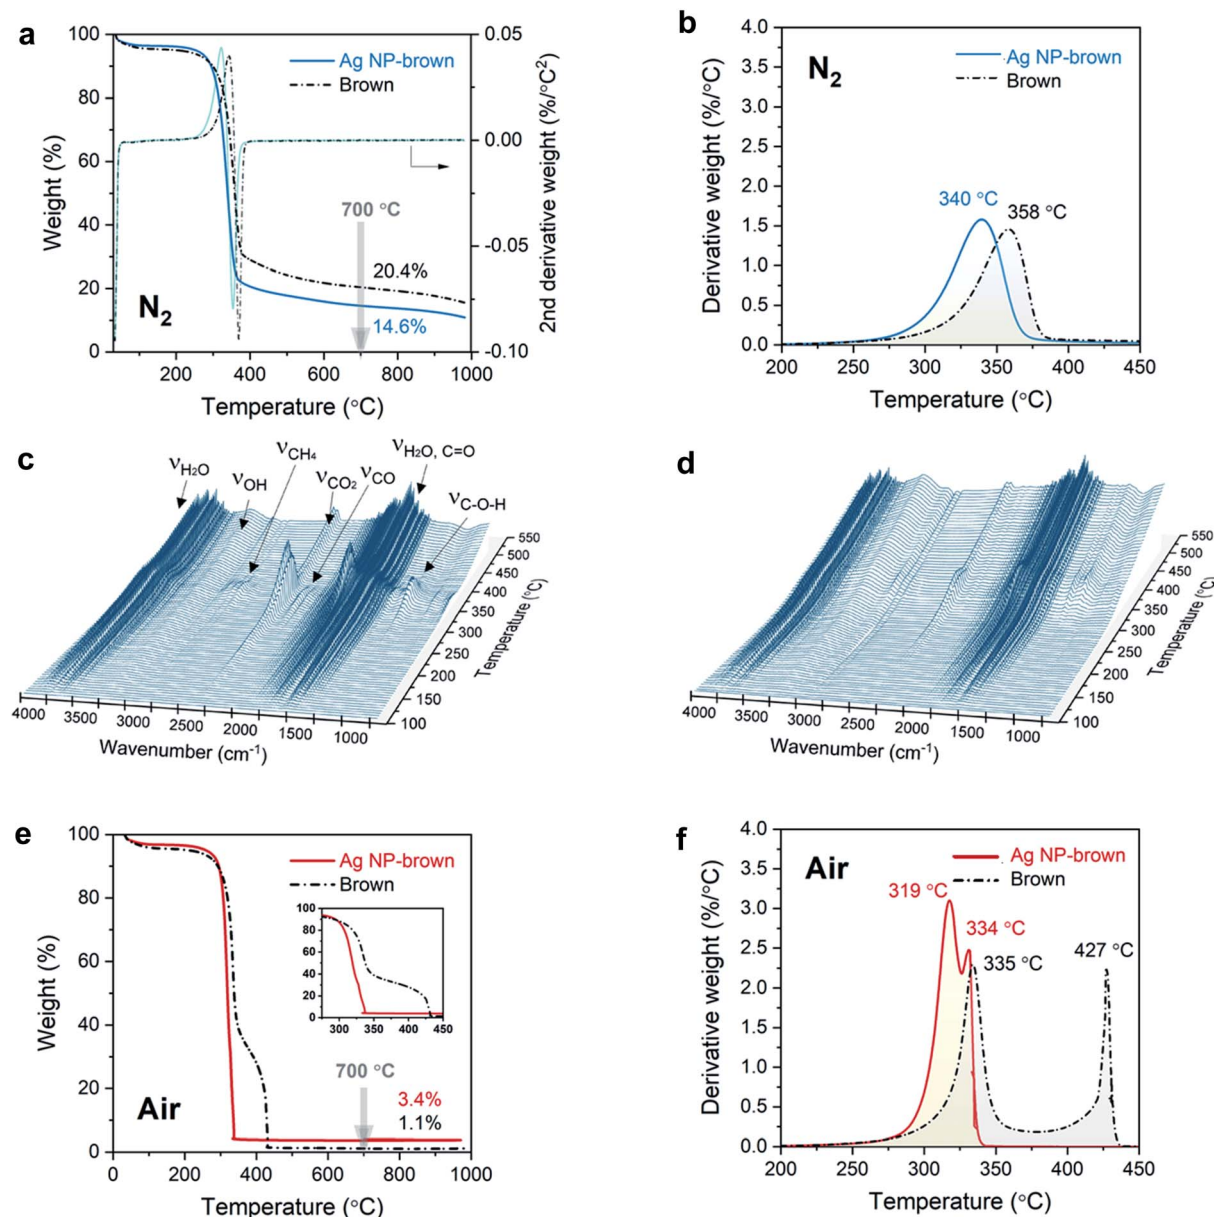 a
100
80
60
40
20
0
Weight (%)
200
400
600
800
1000
Temperature (°C)
0.05
0.00
-0.05
-0.10
2nd derivative weight (%/°C2)
Ag NP-brown
Brown
700 °C
20.4%
14.6%
N2
b
4.0
3.5
3.0
2.5
2.0
1.5
1.0
0.5
0.0
Derivative weight (%/°C)
200
250
300
350
400
450
Temperature (°C)
N2
Ag NP-brown
Brown
340 °C
358 °C
c
νH2O
νOH
νCH4
νCO2
νCO
νH2O, C=O
νC-O-H
4000
3500
3000
2500
2000
1500
1000
Wavenumber (cm-1)
550
500
450
400
350
300
250
200
150
100
Temperature (°C)
d
4000
3500
3000
2500
2000
1500
1000
Wavenumber (cm-1)
550
500
450
400
350
300
250
200
150
100
Temperature (°C)
e
100
80
60
40
20
0
Weight (%)
0
200
400
600
800
1000
Temperature (°C)
Ag NP-brown
Brown
100
80
60
40
20
0
300
350
400
450
700 °C
3.4%
1.1%
Air
f
4.0
3.5
3.0
2.5
2.0
1.5
1.0
0.5
0.0
Derivative weight (%/°C)
200
250
300
350
400
450
Temperature (°C)
Air
Ag NP-brown
Brown
319 °C
334 °C
335 °C
427 °C